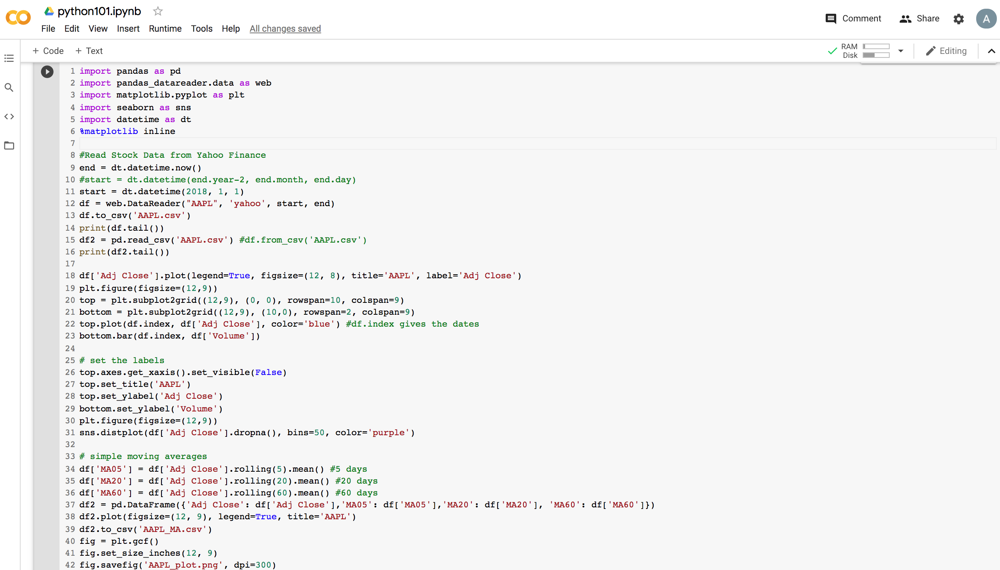 python101.ipynb
File Edit View Insert Runtime Tools Help All changes saved
Comment Share A
+ Code + Text
RAM
Disk
Editing
1 import pandas as pd
2 import pandas_datareader.data as web
3 import matplotlib.pyplot as plt
4 import seaborn as sns
5 import datetime as dt
6 %matplotlib inline
7
8 #Read Stock Data from Yahoo Finance
9 end = dt.datetime.now()
10 #start = dt.datetime(end.year-2, end.month, end.day)
11 start = dt.datetime(2018, 1, 1)
12 df = web.DataReader("AAPL", 'yahoo', start, end)
13 df.to_csv('AAPL.csv')
14 print(df.tail())
15 df2 = pd.read_csv('AAPL.csv') #df.from_csv('AAPL.csv')
16 print(df2.tail())
17
18 df['Adj Close'].plot(legend=True, figsize=(12, 8), title='AAPL', label='Adj Close')
19 plt.figure(figsize=(12,9))
20 top = plt.subplot2grid((12,9), (0, 0), rowspan=10, colspan=9)
21 bottom = plt.subplot2grid((12,9), (10,0), rowspan=2, colspan=9)
22 top.plot(df.index, df['Adj Close'], color='blue') #df.index gives the dates
23 bottom.bar(df.index, df['Volume'])
24
25 # set the labels
26 top.axes.get_xaxis().set_visible(False)
27 top.set_title('AAPL')
28 top.set_ylabel('Adj Close')
29 bottom.set_ylabel('Volume')
30 plt.figure(figsize=(12,9))
31 sns.distplot(df['Adj Close'].dropna(), bins=50, color='purple')
32
33 # simple moving averages
34 df['MA05'] = df['Adj Close'].rolling(5).mean() #5 days
35 df['MA20'] = df['Adj Close'].rolling(20).mean() #20 days
36 df['MA60'] = df['Adj Close'].rolling(60).mean() #60 days
37 df2 = pd.DataFrame({'Adj Close': df['Adj Close'],'MA05': df['MA05'],'MA20': df['MA20'], 'MA60': df['MA60']})
38 df2.plot(figsize=(12, 9), legend=True, title='AAPL')
39 df2.to_csv('AAPL_MA.csv')
40 fig = plt.gcf()
41 fig.set_size_inches(12, 9)
42 fig.savefig('AAPL_plot.png', dpi=300)